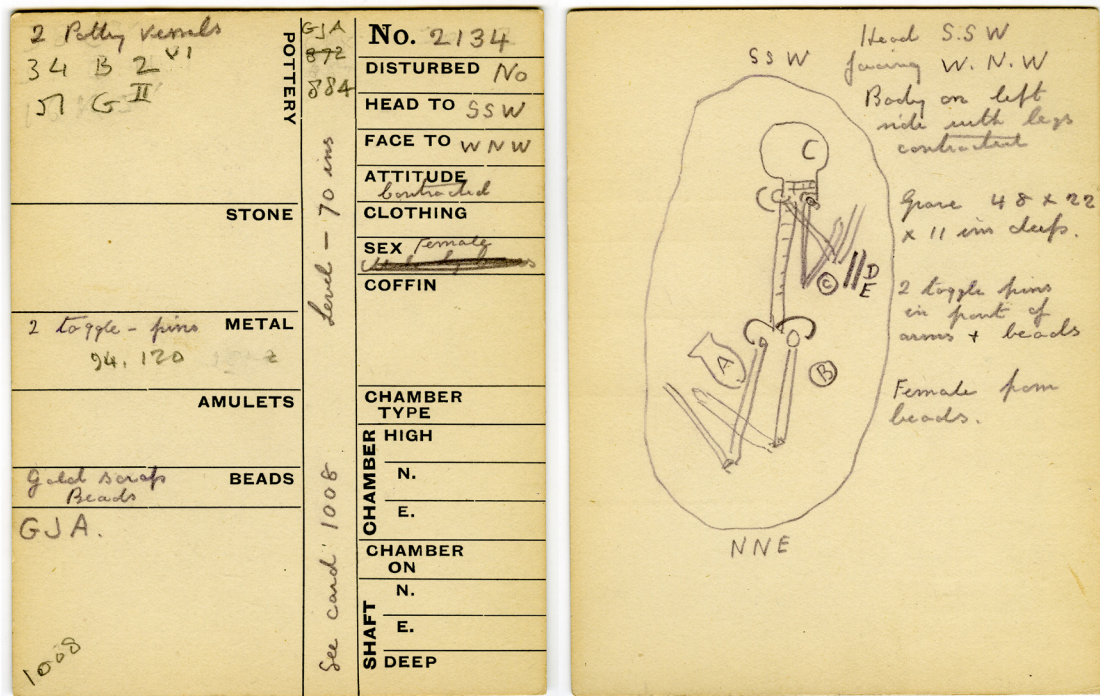 2 Pottery Vessels
34 B 2 VI
51 G II
POTTERY
STONE
2 toggle-pins METAL
94. 120
AMULETS
Gold scraps BEADS
Beads
GJA.
1008
GJA
872
884
Level - 70 ins
See card 1008
No. 2134
DISTURBED No
HEAD TO SSW
FACE TO WNW
ATTITUDE
Contracted
CLOTHING
SEX Female
COFFIN
CHAMBER
TYPE
CHAMBER
HIGH
N.
E.
CHAMBER
ON
SHAFT
N.
E.
DEEP
SSW
C
C
D
E
A
B
NNE
Head S.S W
facing W. N. W
Body on left
side with legs
contracted
Grave 48 x 22
x 11 ins deep.
2 toggle pins
in front of
arms + beads
Female from
beads.